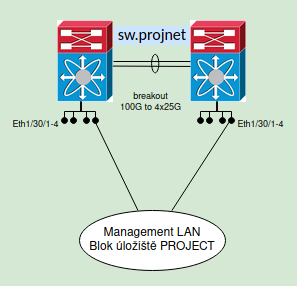 sw.projnet
breakout
100G to 4x25G
Eth1/30/1-4
Eth1/30/1-4
Management LAN
Blok úložiště PROJECT